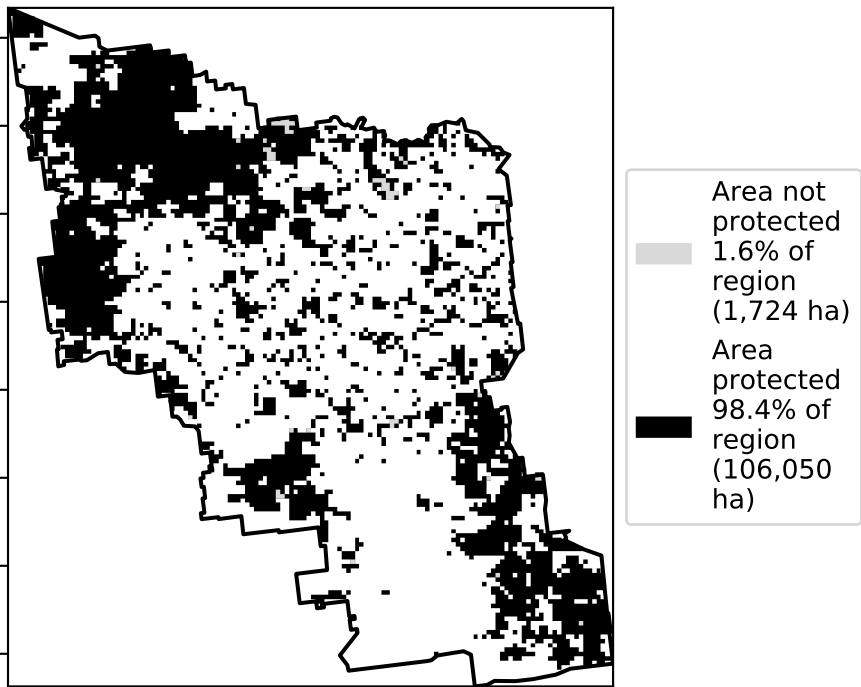 Area not
protected
1.6% of
region
(1,724 ha)
Area
protected
98.4% of
region
(106,050
ha)